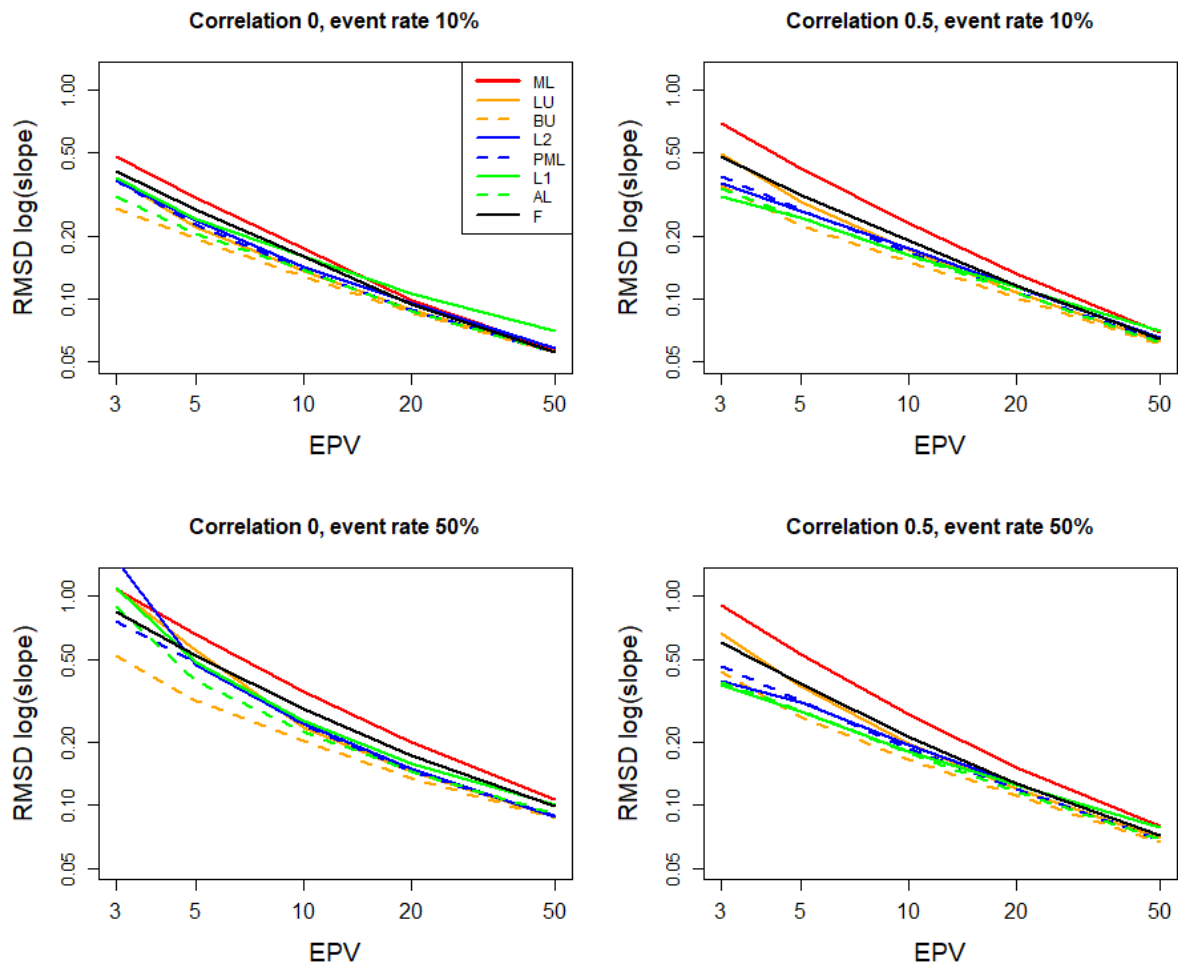 Correlation 0, event rate 10%
RMSD log(slope)
1.00
0.50
0.20
0.10
0.05
ML
LU
BU
L2
PML
L1
AL
F
3 5 10 20 50
EPV
Correlation 0.5, event rate 10%
RMSD log(slope)
1.00
0.50
0.20
0.10
0.05
3 5 10 20 50
EPV
Correlation 0, event rate 50%
RMSD log(slope)
1.00
0.50
0.20
0.10
0.05
3 5 10 20 50
EPV
Correlation 0.5, event rate 50%
RMSD log(slope)
1.00
0.50
0.20
0.10
0.05
3 5 10 20 50
EPV